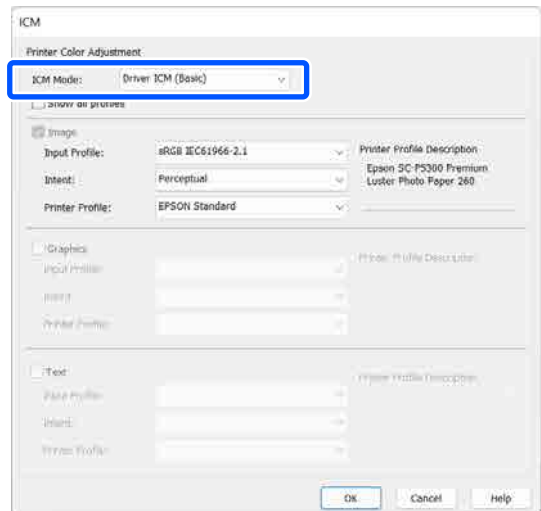 ICM
Printer Color Adjustment
ICM Mode: Driver ICM (Basic)
Show all profiles
Image
Input Profile: sRGB IEC61966-2.1 Printer Profile Description
Epson SC-P5300 Premium
Intent: Perceptual Luster Photo Paper 260
Printer Profile: EPSON Standard
Graphics
Printer Profile Description
Input Profile:
Intent:
Printer Profile:
Text
Printer Profile Description
Input Profile:
Intent:
Printer Profile:
OK Cancel Help